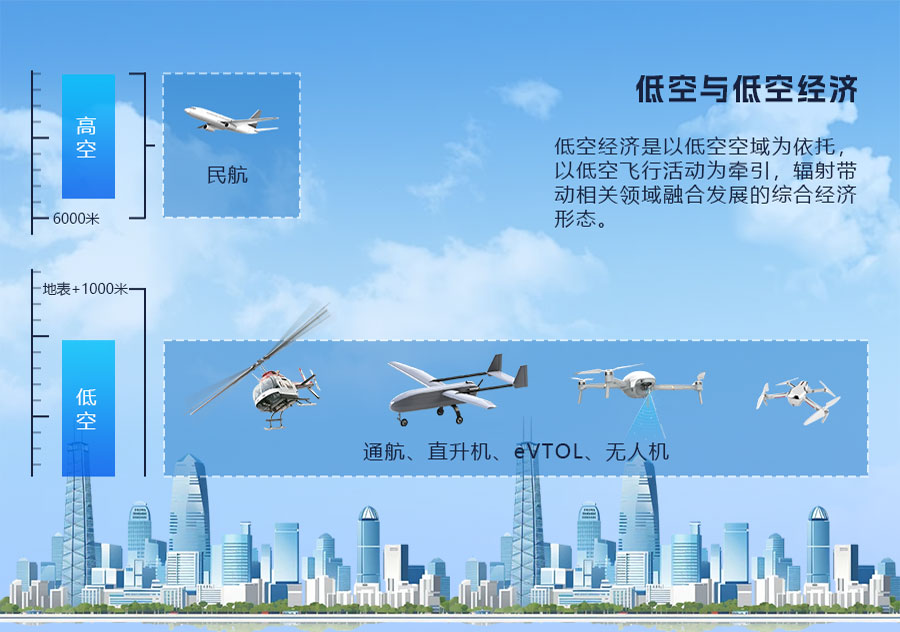 低空与低空经济
低空经济是以低空空域为依托，
以低空飞行活动为牵引，辐射带
动相关领域融合发展的综合经济
形态。
高
空
民航
6000米
地表+1000米
低
空
通航、直升机、eVTOL、无人机